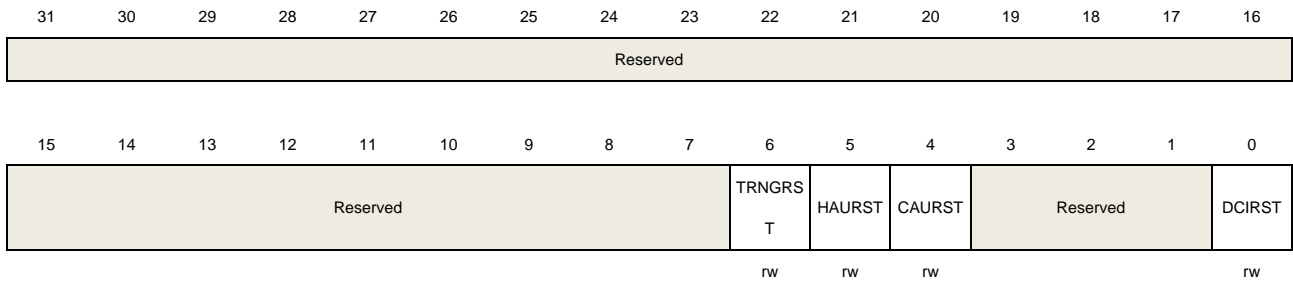 31 30 29 28 27 26 25 24 23 22 21 20 19 18 17 16
Reserved
15 14 13 12 11 10 9 8 7 6 5 4 3 2 1 0
Reserved TRNGRS
T HAURST CAURST Reserved DCIRST
rw rw rw rw